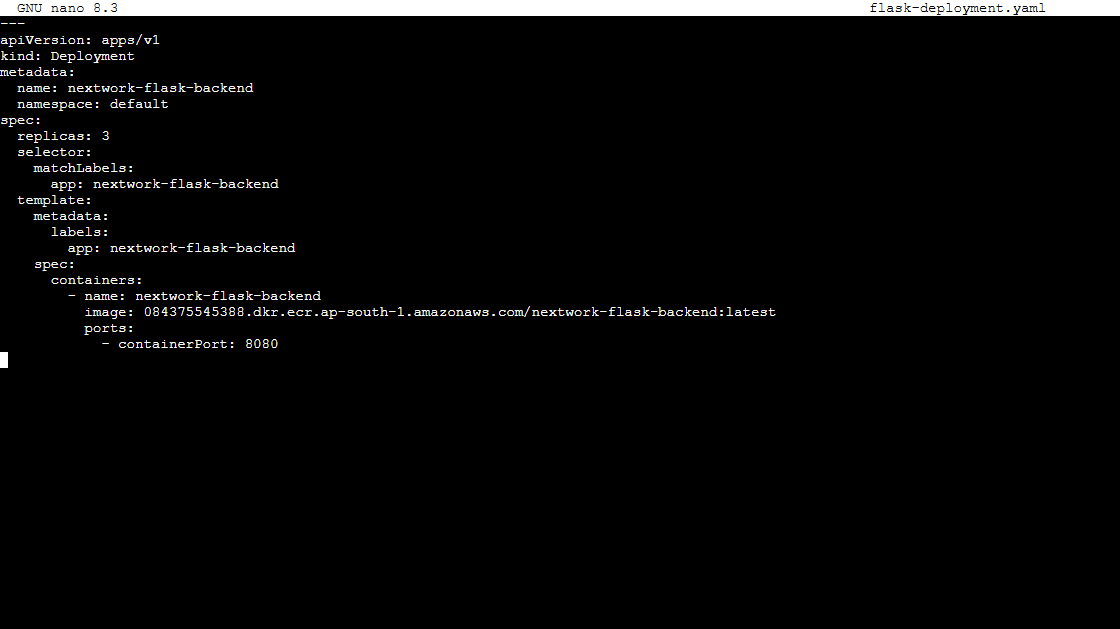 GNU nano 8.3 flask-deployment.yaml
---
apiVersion: apps/v1
kind: Deployment
metadata:
  name: nextwork-flask-backend
  namespace: default
spec:
  replicas: 3
  selector:
    matchLabels:
      app: nextwork-flask-backend
  template:
    metadata:
      labels:
        app: nextwork-flask-backend
    spec:
      containers:
        - name: nextwork-flask-backend
          image: 084375545388.dkr.ecr.ap-south-1.amazonaws.com/nextwork-flask-backend:latest
          ports:
            - containerPort: 8080